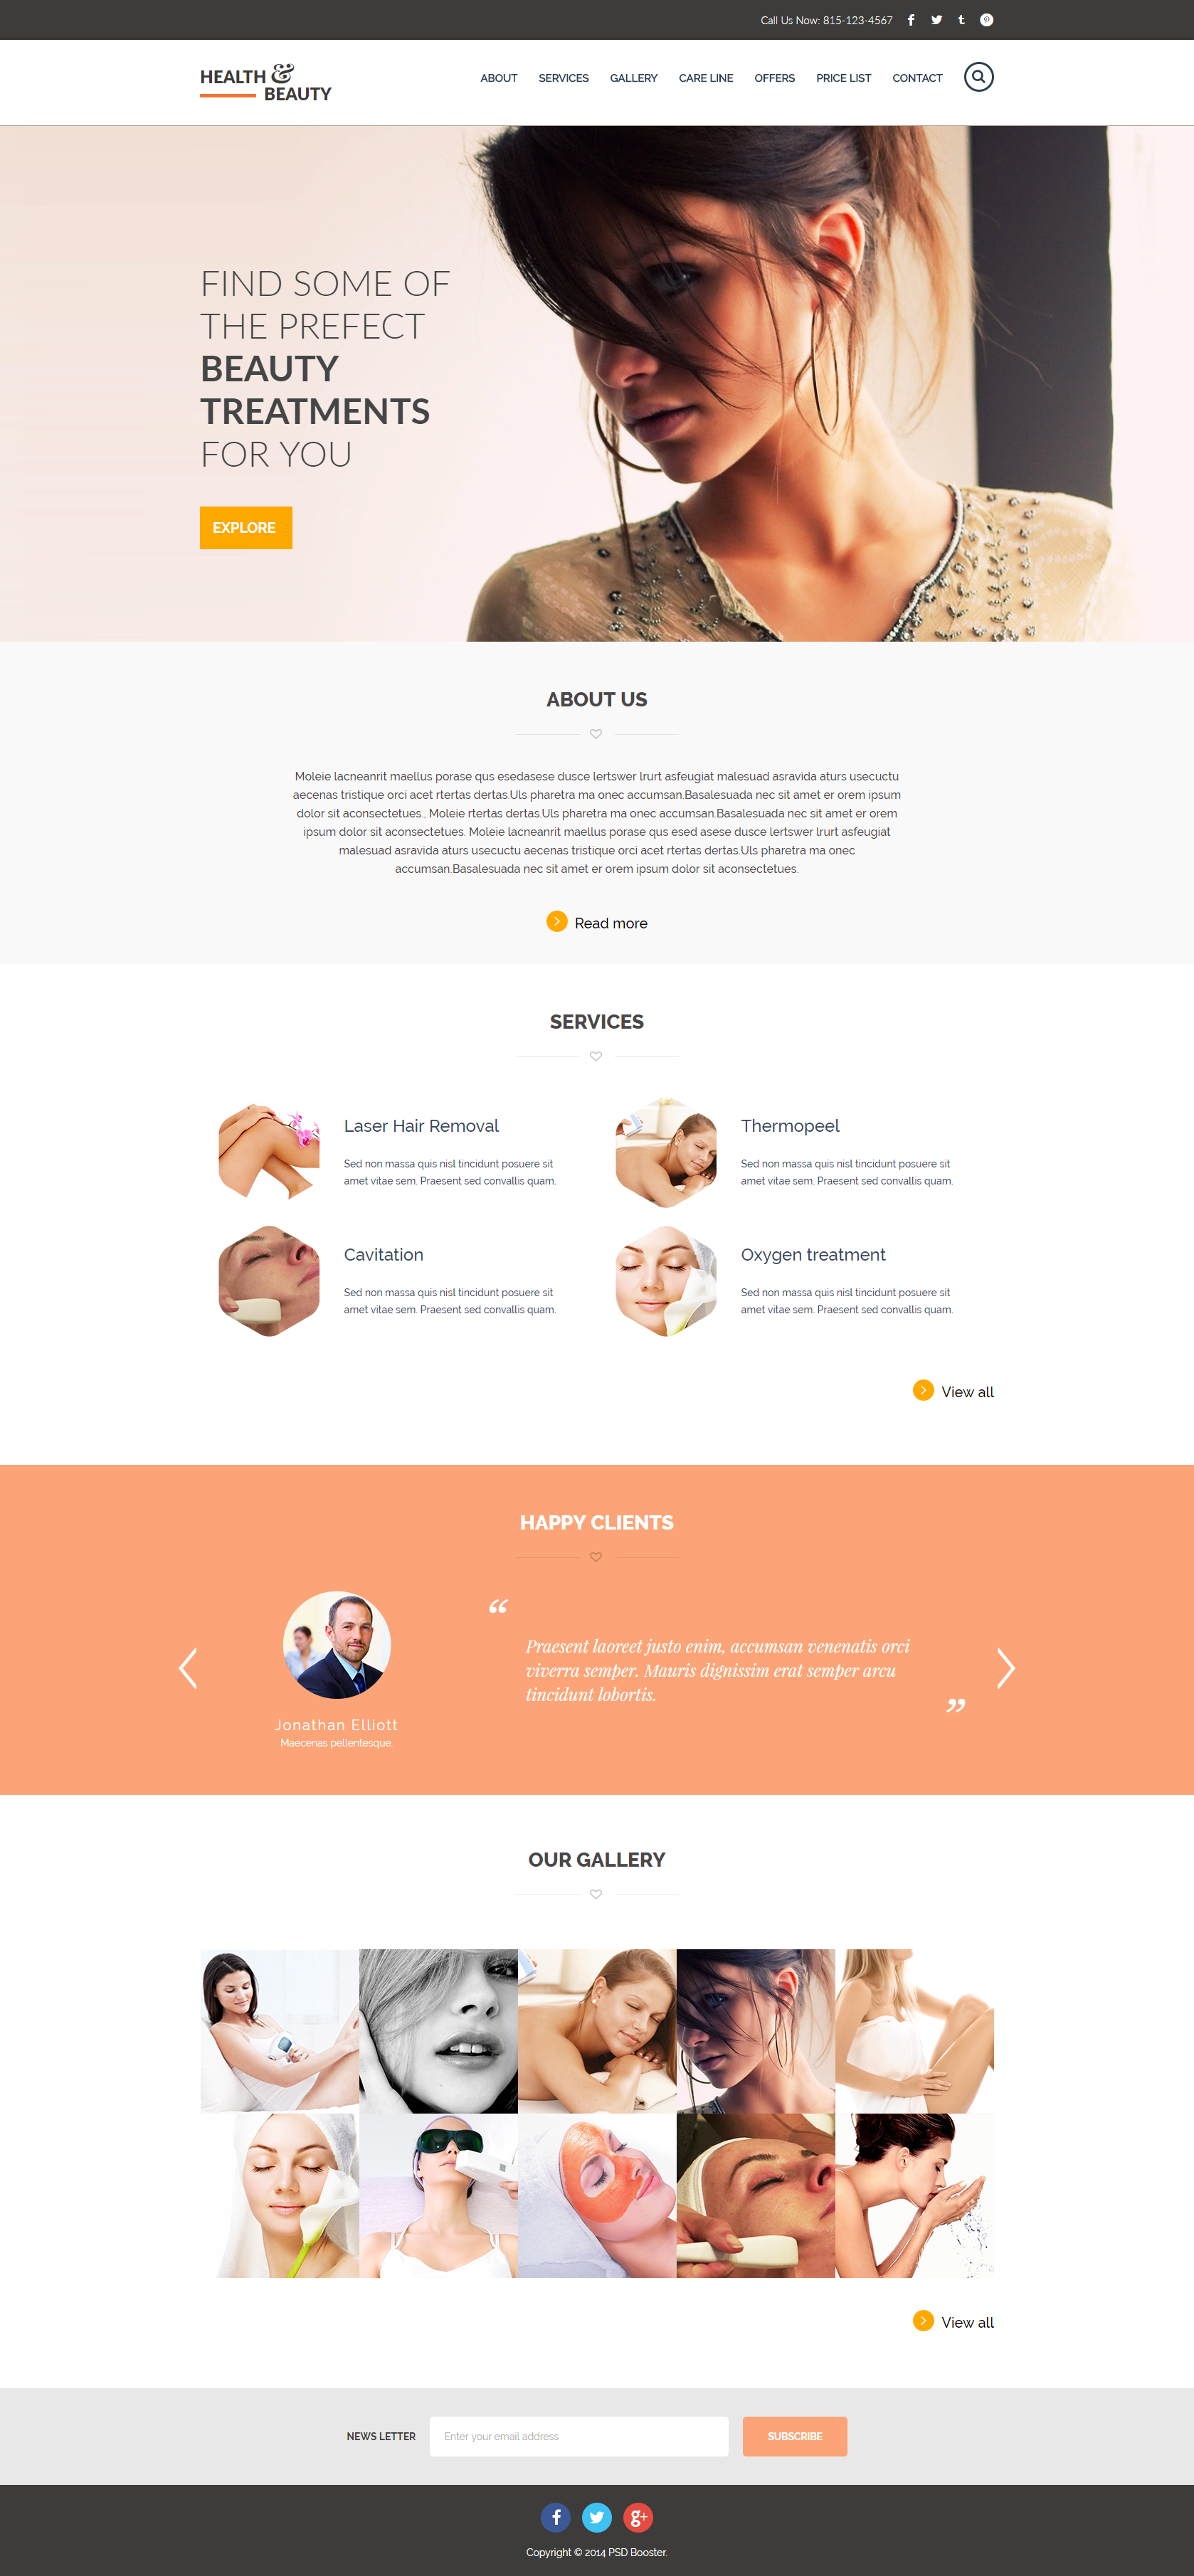 Call Us Now: 815-123-4567
HEALTH &
BEAUTY
ABOUT SERVICES GALLERY CARE LINE OFFERS PRICE LIST CONTACT
FIND SOME OF
THE PREFECT
BEAUTY
TREATMENTS
FOR YOU
EXPLORE
ABOUT US
Moleie lacneanrit maellus porase qus esedasese dusce lertswer lrurt asfeugiat malesuad asravida aturs usecuctu
aecenas tristique orci acet rtertas dertas.Uls pharetra ma onec accumsan.Basalesuada nec sit amet er orem ipsum
dolor sit aconsectetues., Moleie rtertas dertas.Uls pharetra ma onec accumsan.Basalesuada nec sit amet er orem
ipsum dolor sit aconsectetues. Moleie lacneanrit maellus porase qus esed asese dusce lertswer lrurt asfeugiat
malesuad asravida aturs usecuctu aecenas tristique orci acet rtertas dertas.Uls pharetra ma onec
accumsan.Basalesuada nec sit amet er orem ipsum dolor sit aconsectetues.
Read more
SERVICES
Laser Hair Removal
Sed non massa quis nisl tincidunt posuere sit
amet vitae sem. Praesent sed convallis quam.
Thermopeel
Sed non massa quis nisl tincidunt posuere sit
amet vitae sem. Praesent sed convallis quam.
Cavitation
Sed non massa quis nisl tincidunt posuere sit
amet vitae sem. Praesent sed convallis quam.
Oxygen treatment
Sed non massa quis nisl tincidunt posuere sit
amet vitae sem. Praesent sed convallis quam.
View all
HAPPY CLIENTS
Jonathan Elliott
Maecenas pellentesque.
“
Praesent laoreet justo enim, accumsan venenatis orci
viverra semper. Mauris dignissim erat semper arcu
tincidunt lobortis.
”
OUR GALLERY
View all
NEWS LETTER Enter your email address SUBSCRIBE
Copyright © 2014 PSD Booster.